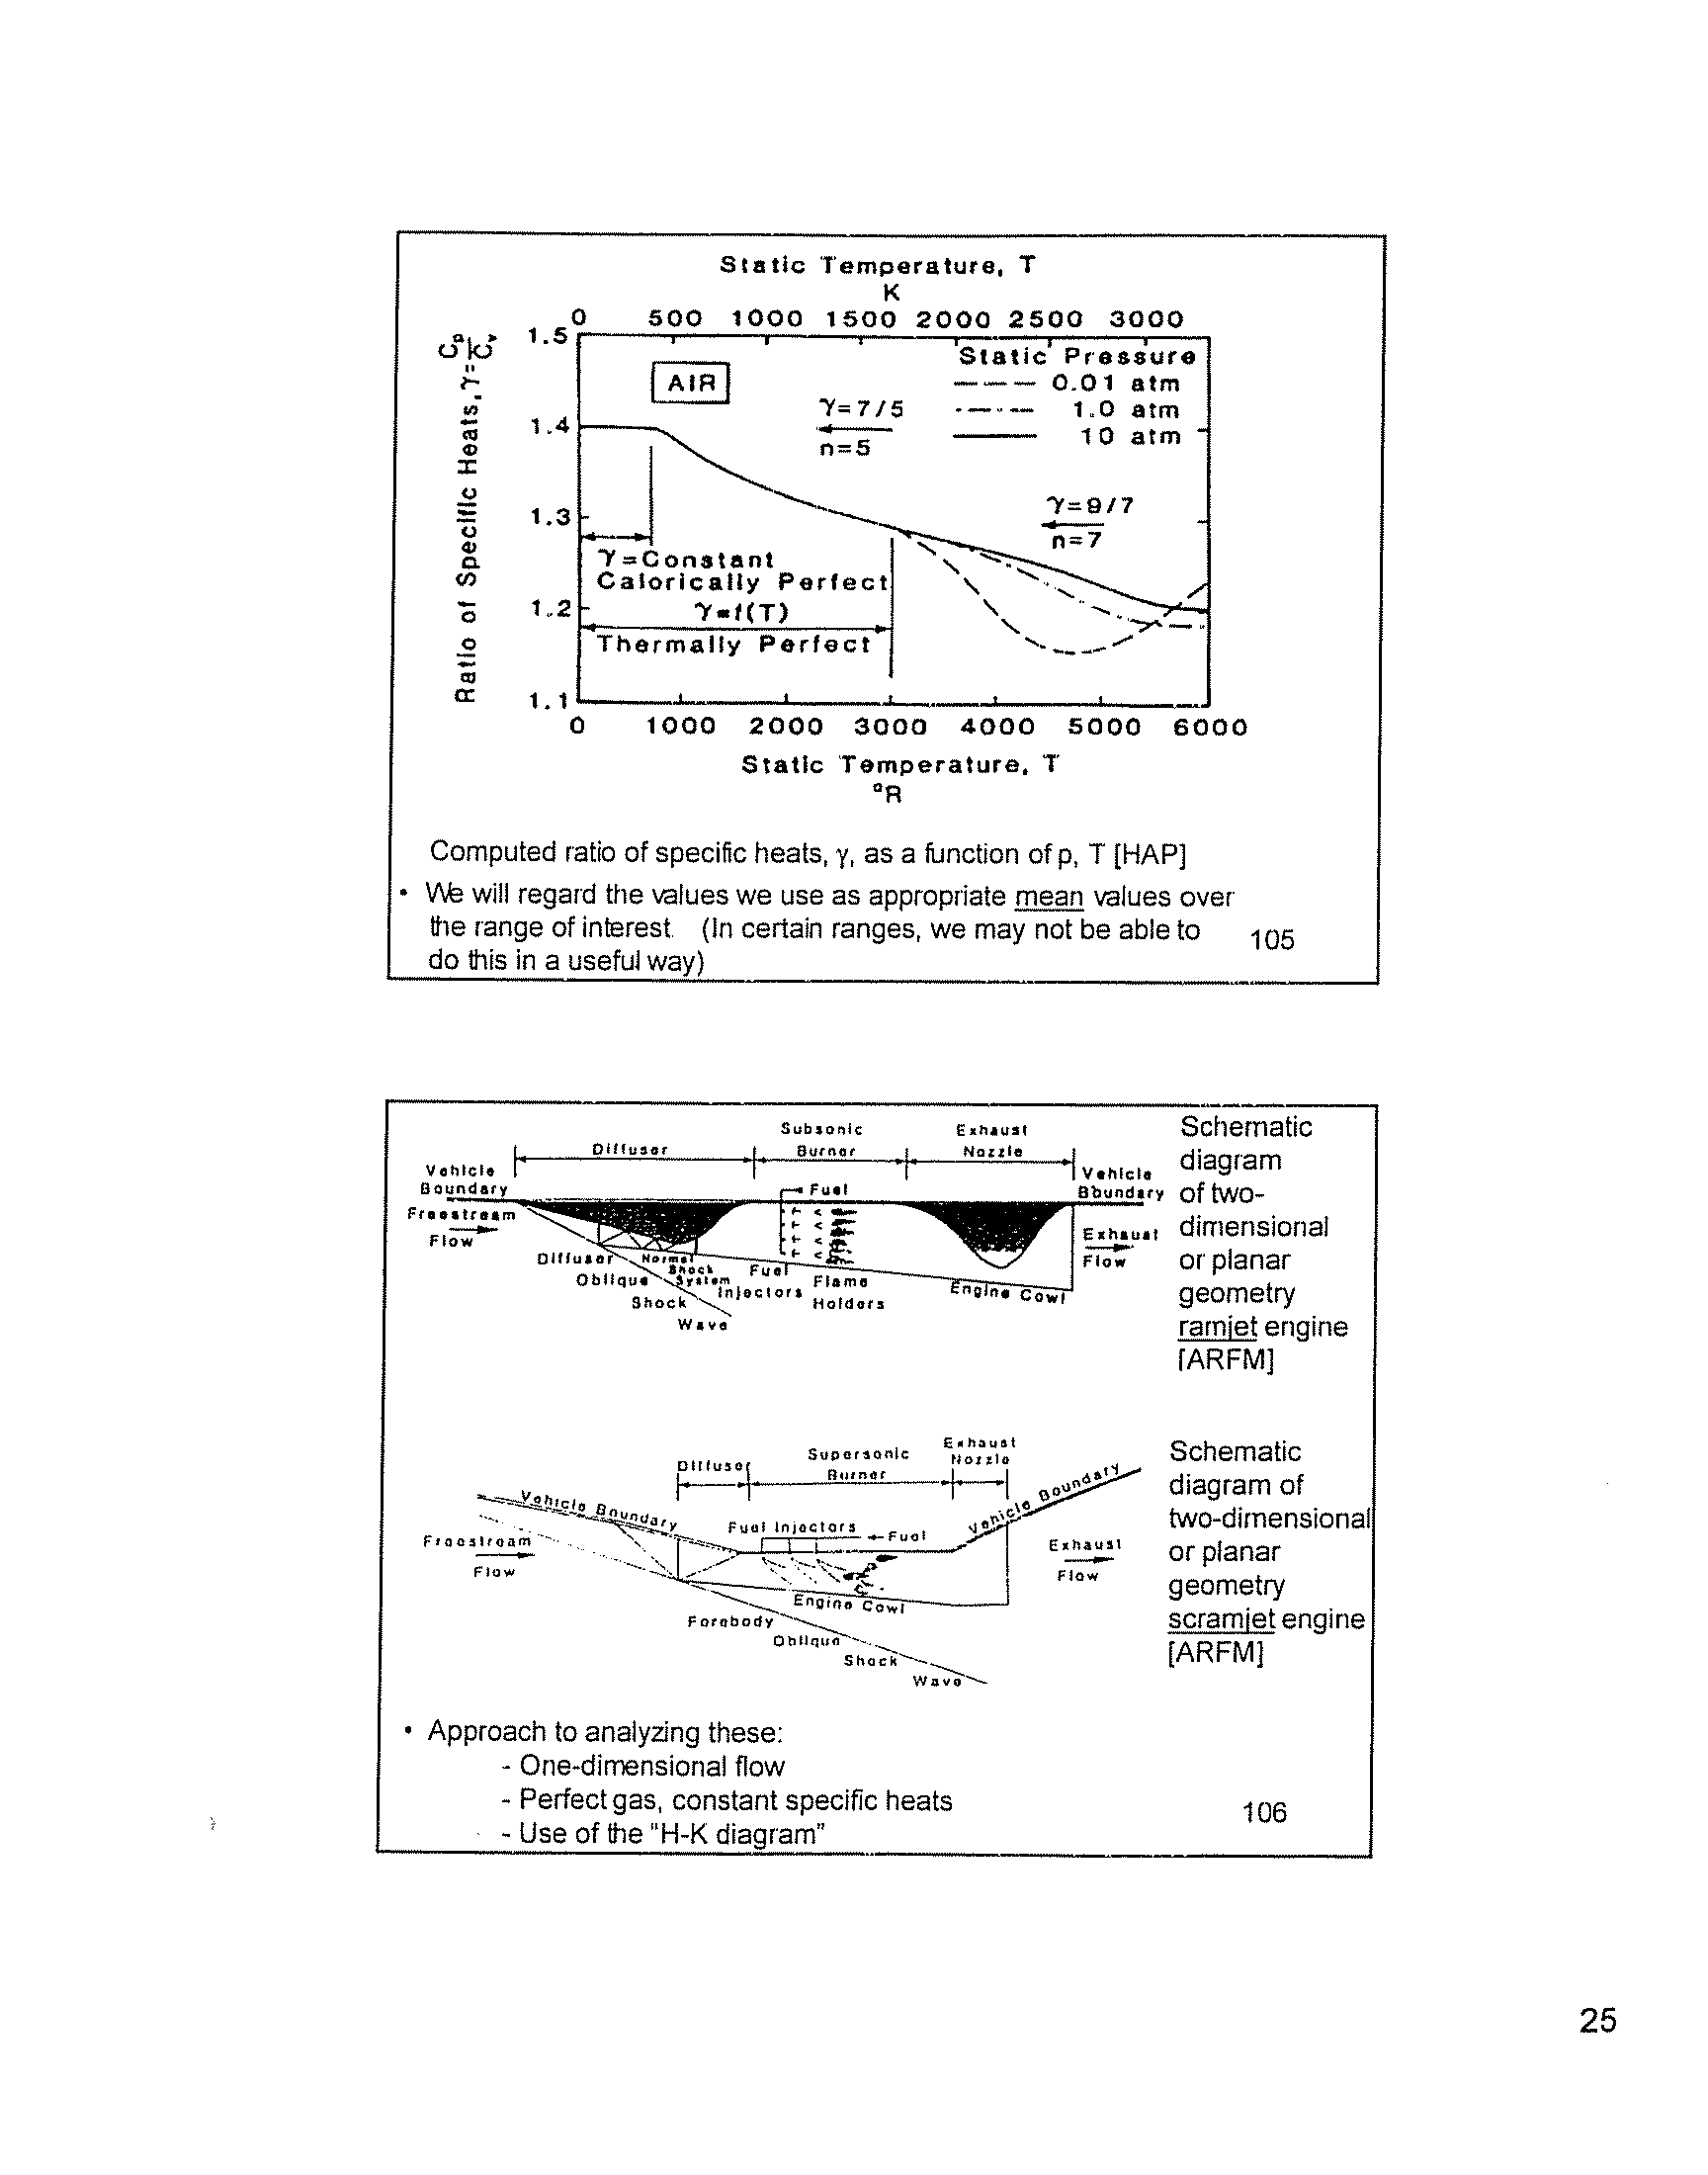 Static Temperature, T
K
0 500 1000 1500 2000 2500 3000
Ratio of Specific Heats, γ = Cp/Cv
1.5
1.4
1.3
1.2
1.1
AIR
Static Pressure
0.01 atm
1.0 atm
10 atm
γ=7/5
n=5
γ=9/7
n=7
γ=Constant
Calorically Perfect
γ=f(T)
Thermally Perfect
0 1000 2000 3000 4000 5000 6000
Static Temperature, T
°R
Computed ratio of specific heats, γ, as a function of p, T [HAP]
• We will regard the values we use as appropriate mean values over
the range of interest. (In certain ranges, we may not be able to
do this in a useful way)
105
Subsonic
Burner
Exhaust
Nozzle
Diffuser
Vehicle
Boundary
Freestream
Flow
Fuel
Vehicle
Boundary
Exhaust
Flow
Diffuser
Oblique
Shock
Wave
Normal
Shock
System
Fuel
Injectors
Flame
Holders
Engine Cowl
Schematic
diagram
of two-
dimensional
or planar
geometry
ramjet engine
[ARFM]
Diffuser
Supersonic
Burner
Exhaust
Nozzle
Vehicle Boundary
Freestream
Flow
Fuel Injectors
Fuel
Vehicle Boundary
Exhaust
Flow
Engine Cowl
Forebody
Oblique
Shock
Wave
Schematic
diagram of
two-dimensional
or planar
geometry
scramjet engine
[ARFM]
• Approach to analyzing these:
- One-dimensional flow
- Perfect gas, constant specific heats
- Use of the "H-K diagram"
106
25